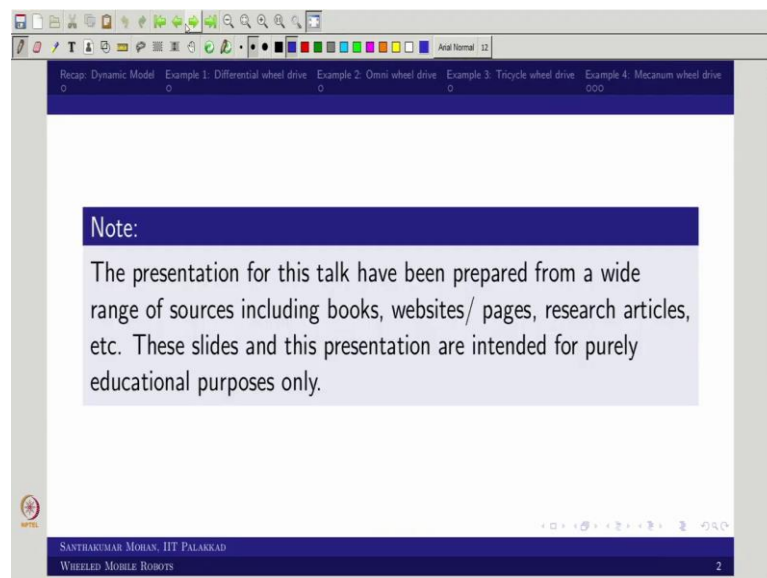 T
Arial Normal 12
Recap: Dynamic Model Example 1: Differential wheel drive Example 2: Omni wheel drive Example 3: Tricycle wheel drive Example 4: Mecanum wheel drive
Note:
The presentation for this talk have been prepared from a wide
range of sources including books, websites/ pages, research articles,
etc. These slides and this presentation are intended for purely
educational purposes only.
NPTEL
SANTHAKUMAR MOHAN, IIT PALAKKAD
WHEELED MOBILE ROBOTS 2